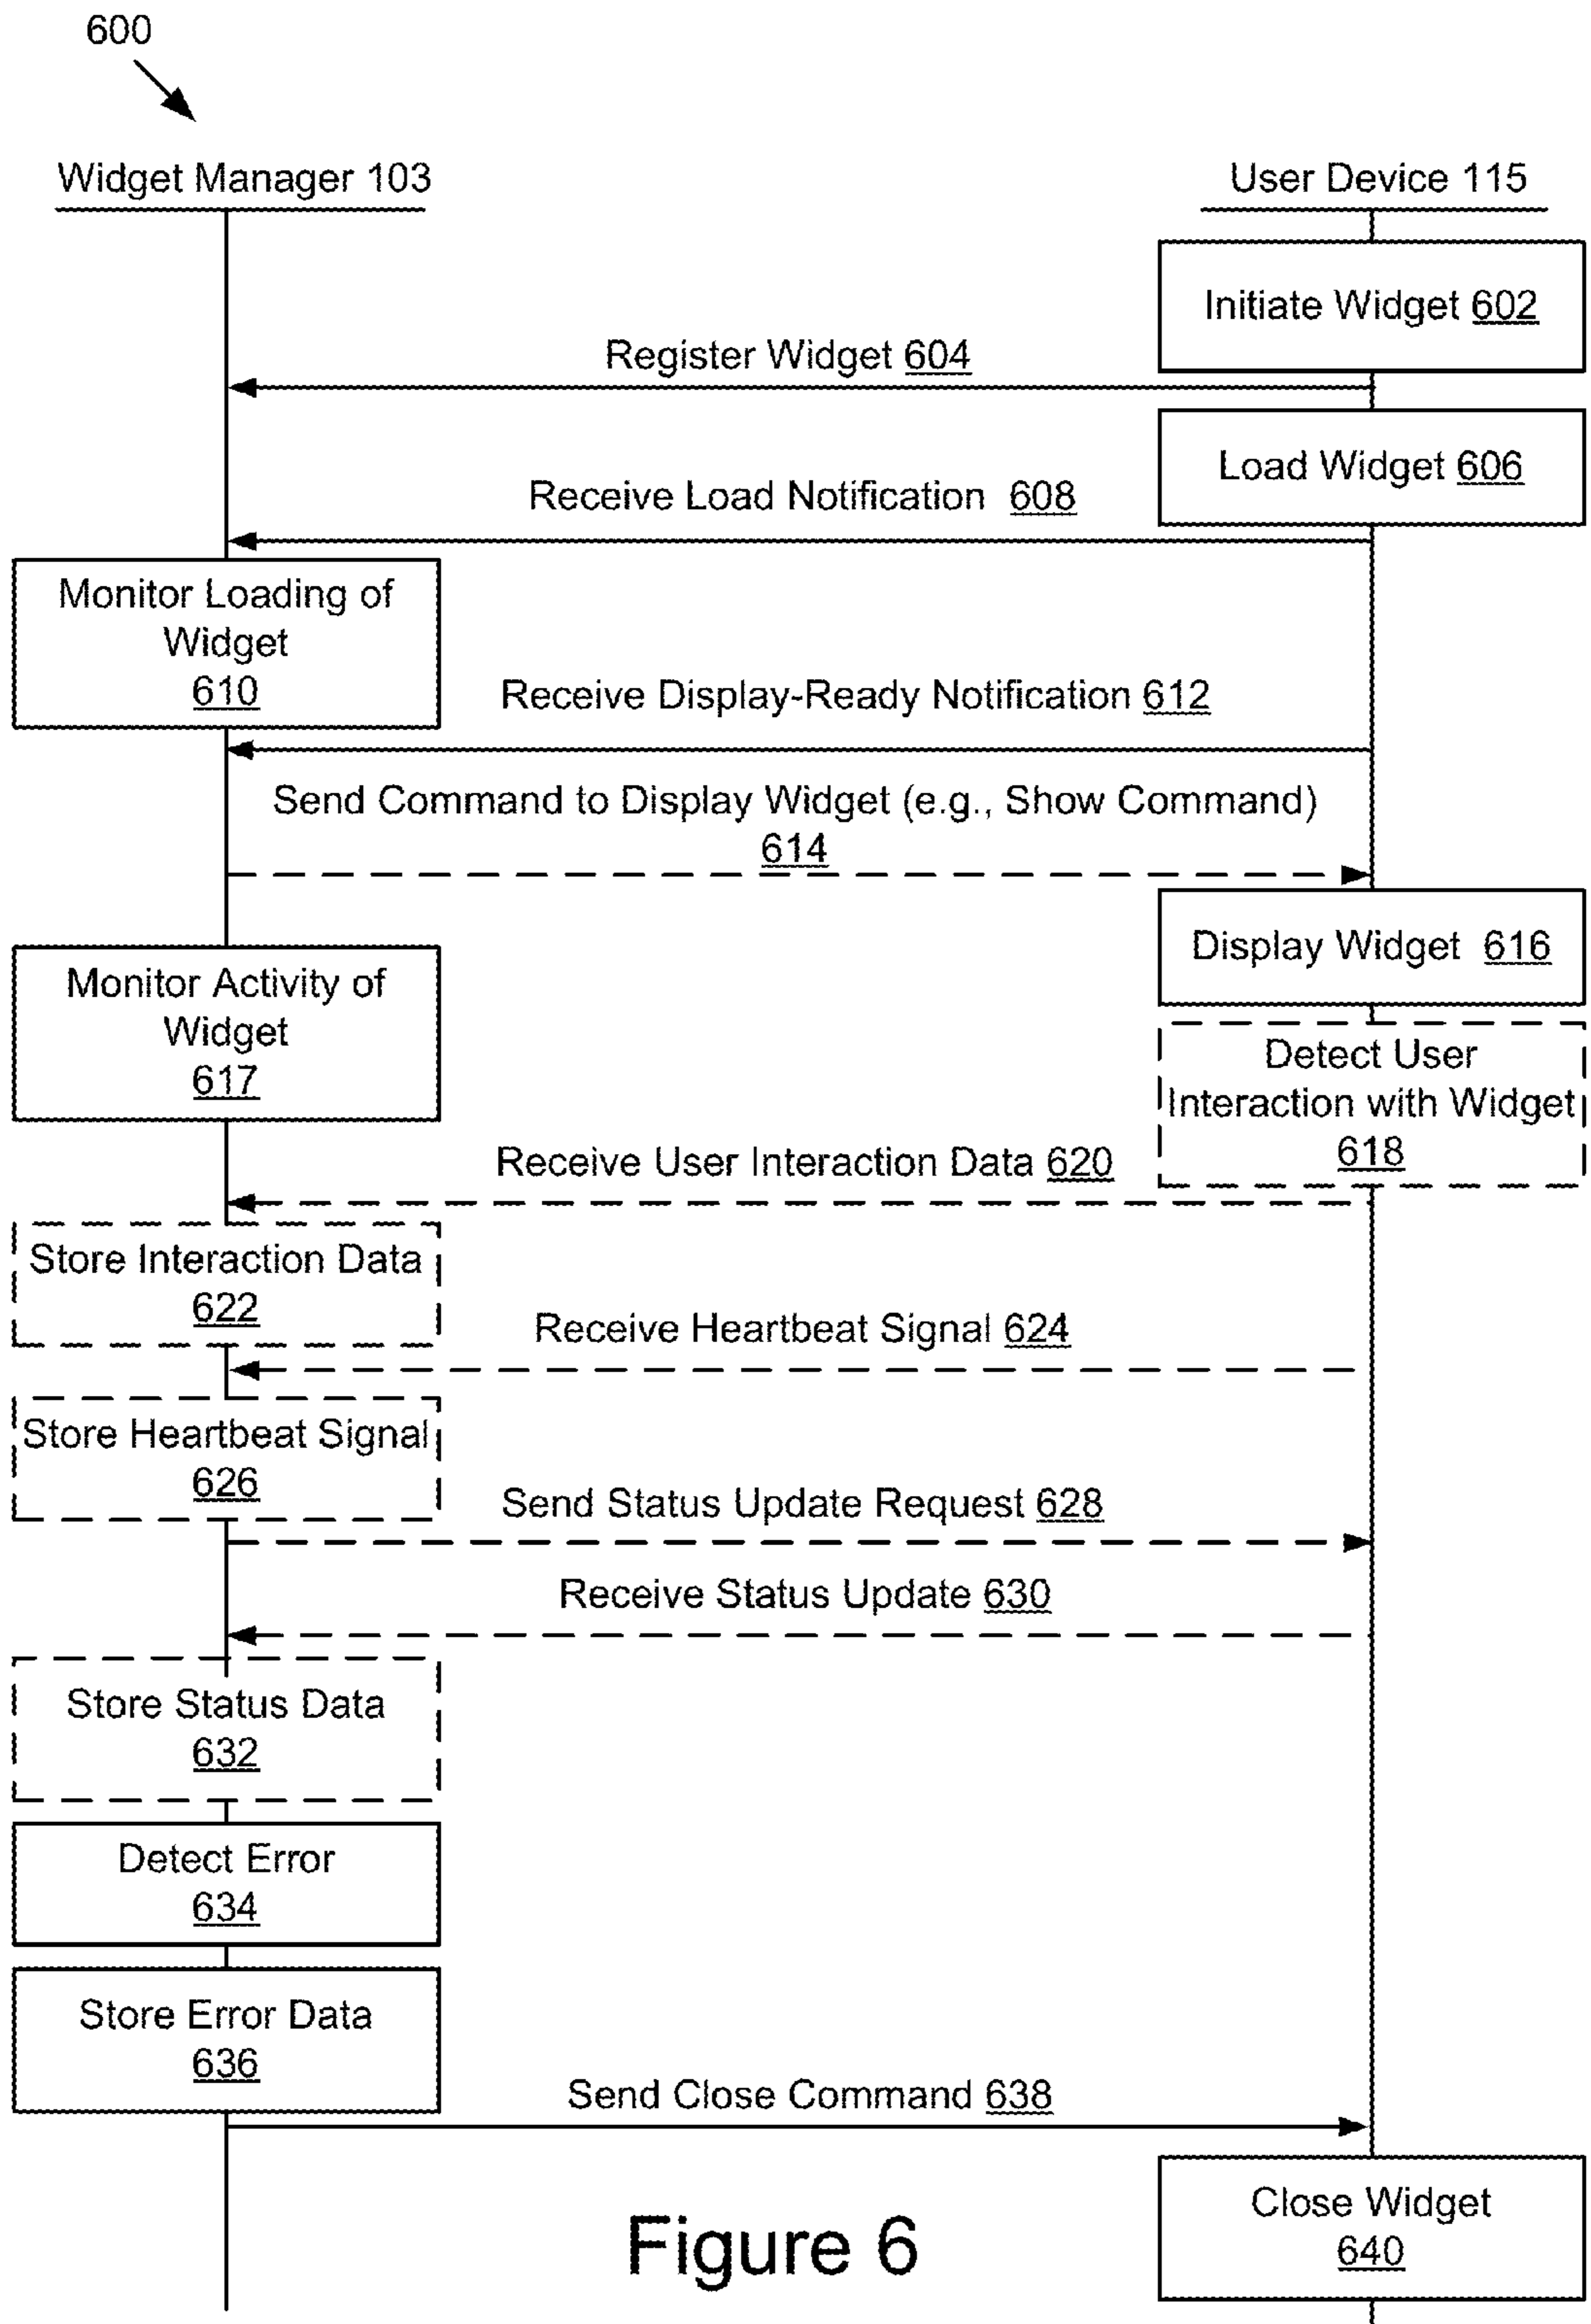 600
Widget Manager 103
User Device 115
Initiate Widget 602
Register Widget 604
Load Widget 606
Receive Load Notification 608
Monitor Loading of
Widget
610
Receive Display-Ready Notification 612
Send Command to Display Widget (e.g., Show Command)
614
Display Widget 616
Monitor Activity of
Widget
617
Detect User
Interaction with Widget
618
Receive User Interaction Data 620
Store Interaction Data
622
Receive Heartbeat Signal 624
Store Heartbeat Signal
626
Send Status Update Request 628
Receive Status Update 630
Store Status Data
632
Detect Error
634
Store Error Data
636
Send Close Command 638
Close Widget
640
Figure 6